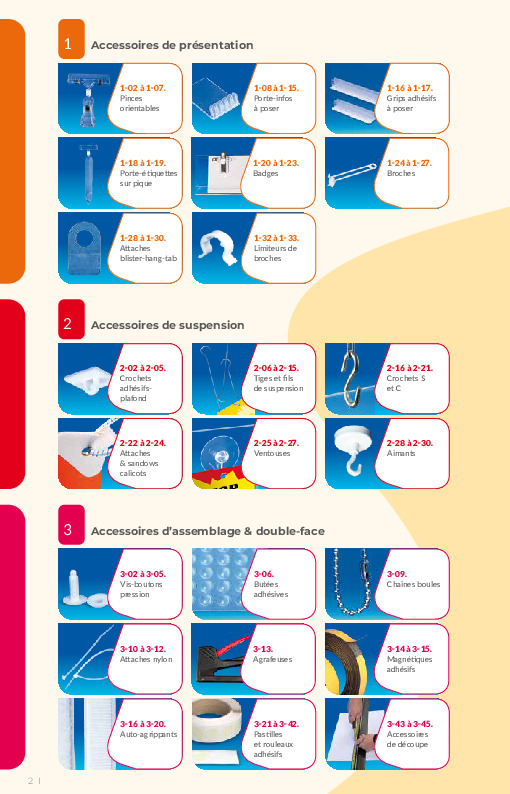 1
Accessoires de présentation
1-02 à 1-07.
Pinces
orientables
1-08 à 1-15.
Porte-infos
à poser
1-16 à 1-17.
Grips adhésifs
à poser
1-18 à 1-19.
Porte-étiquettes
sur pique
1-20 à 1-23.
Badges
1-24 à 1-27.
Broches
1-28 à 1-30.
Attaches
blister-hang-tab
1-32 à 1-33.
Limiteurs de
broches
2
Accessoires de suspension
2-02 à 2-05.
Crochets
adhésifs-
plafond
2-06 à 2-15.
Tiges et fils
de suspension
2-16 à 2-21.
Crochets S
et C
2-22 à 2-24.
Attaches
& sandows
calicots
2-25 à 2-27.
Ventouses
2-28 à 2-30.
Aimants
3
Accessoires d'assemblage & double-face
3-02 à 3-05.
Vis-boutons
pression
3-06.
Butées
adhésives
3-09.
Chaines boules
3-10 à 3-12.
Attaches nylon
3-13.
Agrafeuses
3-14 à 3-15.
Magnétiques
adhésifs
3-16 à 3-20.
Auto-agrippants
3-21 à 3-42.
Pastilles
et rouleaux
adhésifs
3-43 à 3-45.
Accessoires
de découpe
2 I